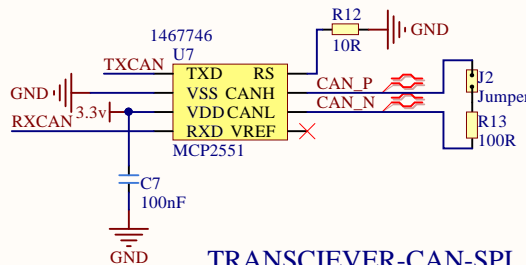 1467746
U7
R12
10R
GND
TXCAN
TXD
RS
GND
VSS
CANH
CAN_P
3.3v
VDD
CANL
CAN_N
RXCAN
RXD
VREF
MCP2551
J2
Jumper
R13
100R
C7
100nF
GND
TRANSCIEVER-CAN-SPI